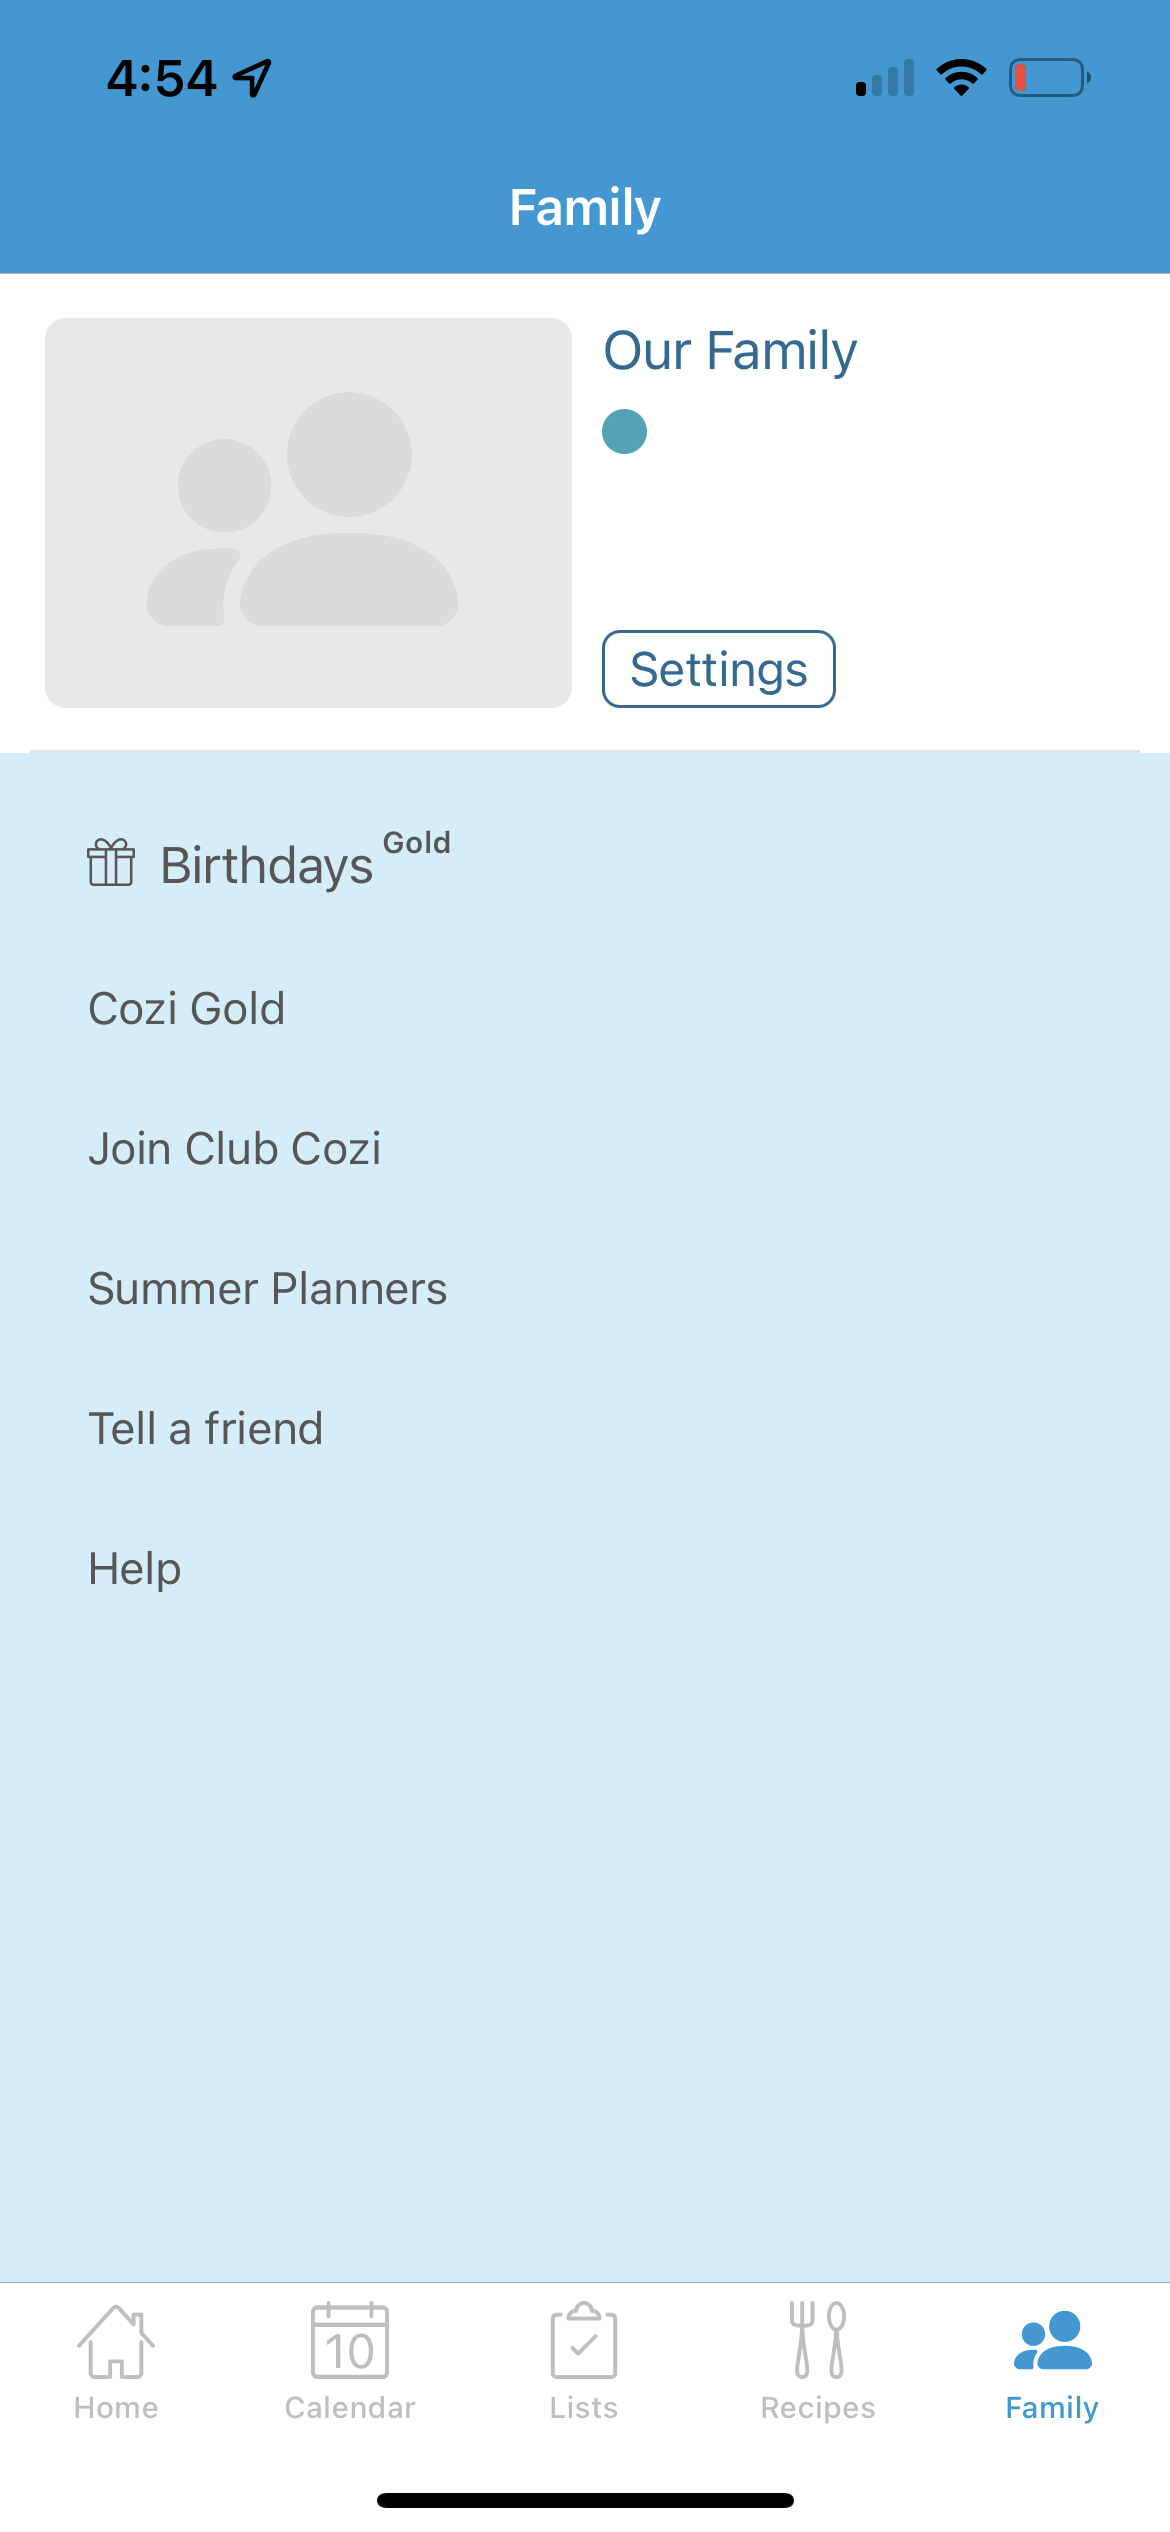 4:54
Family
Our Family
Settings
Birthdays Gold
Cozi Gold
Join Club Cozi
Summer Planners
Tell a friend
Help
10
Home
Calendar
Lists
Recipes
Family